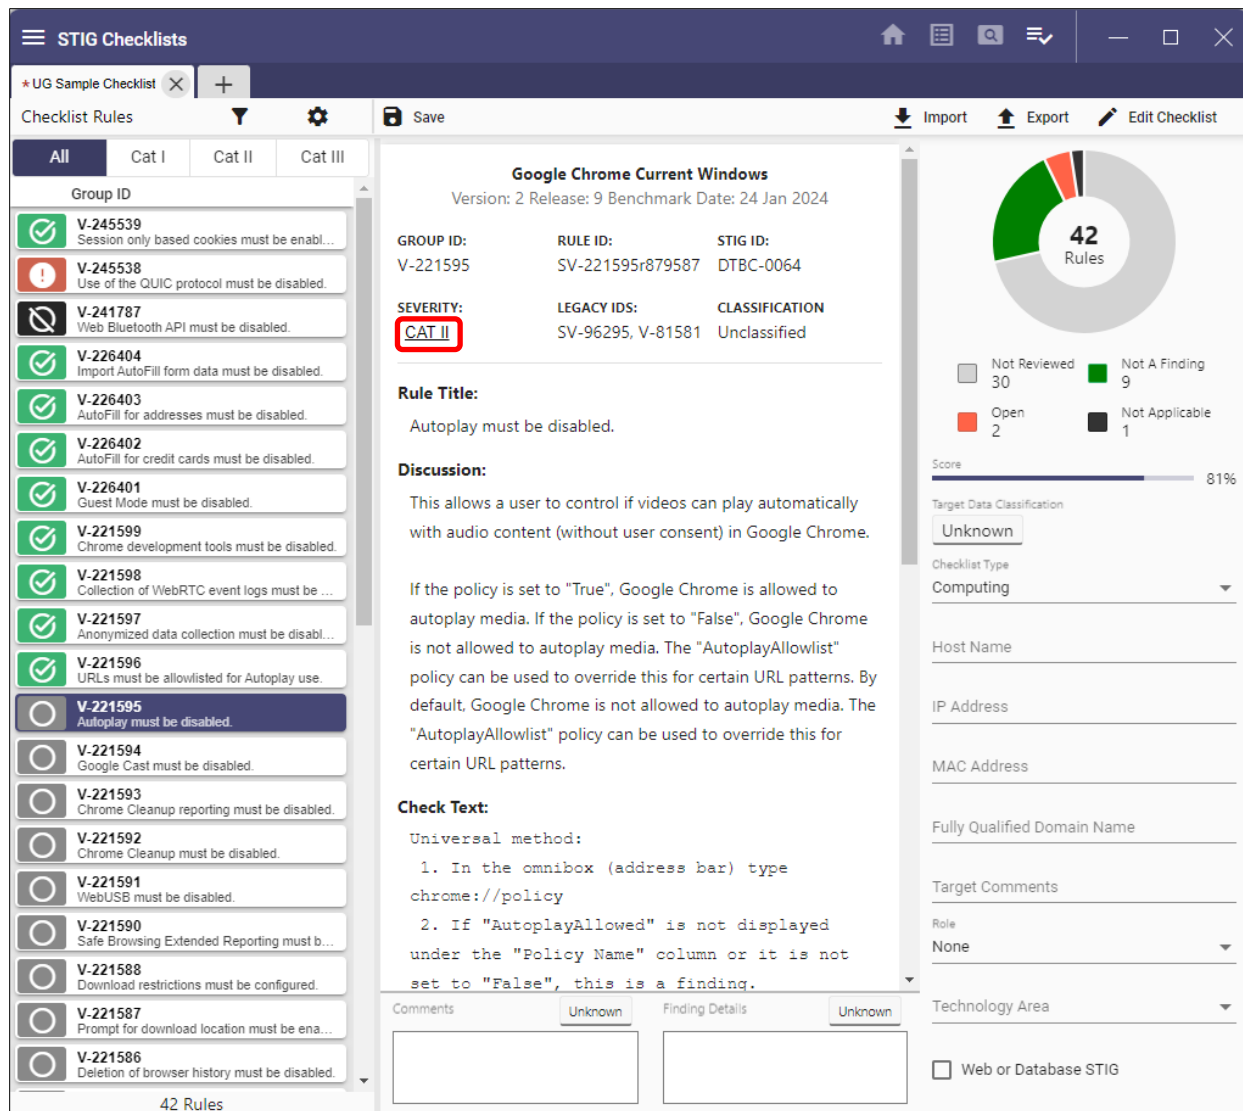 STIG Checklists
* UG Sample Checklist
Checklist Rules
Save
Import
Export
Edit Checklist
All
Cat I
Cat II
Cat III
Group ID
V-245539
Session only based cookies must be enabl...
V-245538
Use of the QUIC protocol must be disabled.
V-241787
Web Bluetooth API must be disabled.
V-226404
Import AutoFill form data must be disabled.
V-226403
AutoFill for addresses must be disabled.
V-226402
AutoFill for credit cards must be disabled.
V-226401
Guest Mode must be disabled.
V-221599
Chrome development tools must be disabled.
V-221598
Collection of WebRTC event logs must be ...
V-221597
Anonymized data collection must be disabl...
V-221596
URLs must be allowlisted for Autoplay use.
V-221595
Autoplay must be disabled.
V-221594
Google Cast must be disabled.
V-221593
Chrome Cleanup reporting must be disabled.
V-221592
Chrome Cleanup must be disabled.
V-221591
WebUSB must be disabled.
V-221590
Safe Browsing Extended Reporting must b...
V-221588
Download restrictions must be configured.
V-221587
Prompt for download location must be ena...
V-221586
Deletion of browser history must be disabled.
42 Rules
Google Chrome Current Windows
Version: 2 Release: 9 Benchmark Date: 24 Jan 2024
GROUP ID: RULE ID: STIG ID:
V-221595 SV-221595r879587 DTBC-0064
SEVERITY: LEGACY IDS: CLASSIFICATION
CAT II SV-96295, V-81581 Unclassified
Rule Title:
Autoplay must be disabled.
Discussion:
This allows a user to control if videos can play automatically
with audio content (without user consent) in Google Chrome.
If the policy is set to "True", Google Chrome is allowed to
autoplay media. If the policy is set to "False", Google Chrome
is not allowed to autoplay media. The "AutoplayAllowlist"
policy can be used to override this for certain URL patterns. By
default, Google Chrome is not allowed to autoplay media. The
"AutoplayAllowlist" policy can be used to override this for
certain URL patterns.
Check Text:
Universal method:
1. In the omnibox (address bar) type
chrome://policy
2. If "AutoplayAllowed" is not displayed
under the "Policy Name" column or it is not
set to "False", this is a finding.
Comments
Unknown
Finding Details
Unknown
42
Rules
Not Reviewed
30
Not A Finding
9
Open
2
Not Applicable
1
Score
81%
Target Data Classification
Unknown
Checklist Type
Computing
Host Name
IP Address
MAC Address
Fully Qualified Domain Name
Target Comments
Role
None
Technology Area
Web or Database STIG